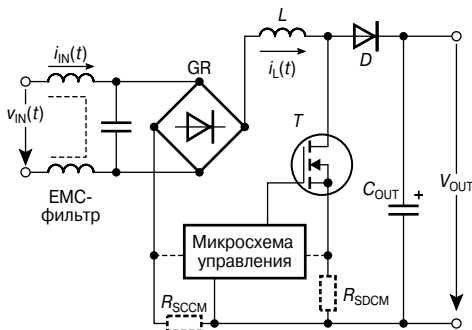 i_IN(t)
GR
L
i_L(t)
D
v_IN(t)
T
EMC-
фильтр
C_OUT
+
V_OUT
Микросхема
управления
R_SCCM
R_SDCM